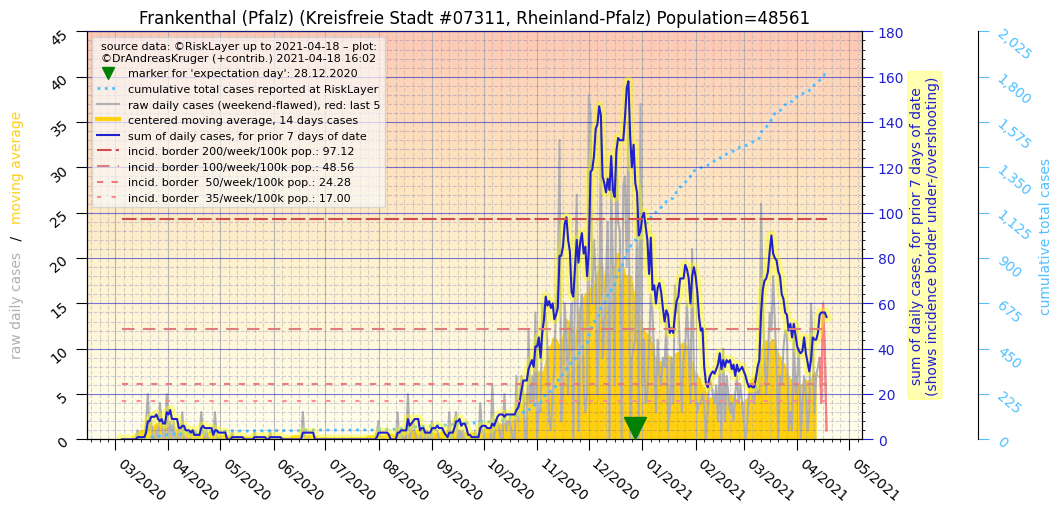 Frankenthal (Pfalz) (Kreisfreie Stadt #07311, Rheinland-Pfalz) Population=48561
source data: ©RiskLayer up to 2021-04-18 – plot:
©DrAndreasKruger (+contrib.) 2021-04-18 16:02
marker for 'expectation day': 28.12.2020
cumulative total cases reported at RiskLayer
raw daily cases (weekend-flawed), red: last 5
centered moving average, 14 days cases
sum of daily cases, for prior 7 days of date
incid. border 200/week/100k pop.: 97.12
incid. border 100/week/100k pop.: 48.56
incid. border  50/week/100k pop.: 24.28
incid. border  35/week/100k pop.: 17.00
raw daily cases / moving average
45
40
35
30
25
20
15
10
5
0
03/2020
04/2020
05/2020
06/2020
07/2020
08/2020
09/2020
10/2020
11/2020
12/2020
01/2021
02/2021
03/2021
04/2021
05/2021
180
160
140
120
100
80
60
40
20
0
sum of daily cases, for prior 7 days of date
(shows incidence border under-/overshooting)
2,025
1,800
1,575
1,350
1,125
900
675
450
225
0
cumulative total cases